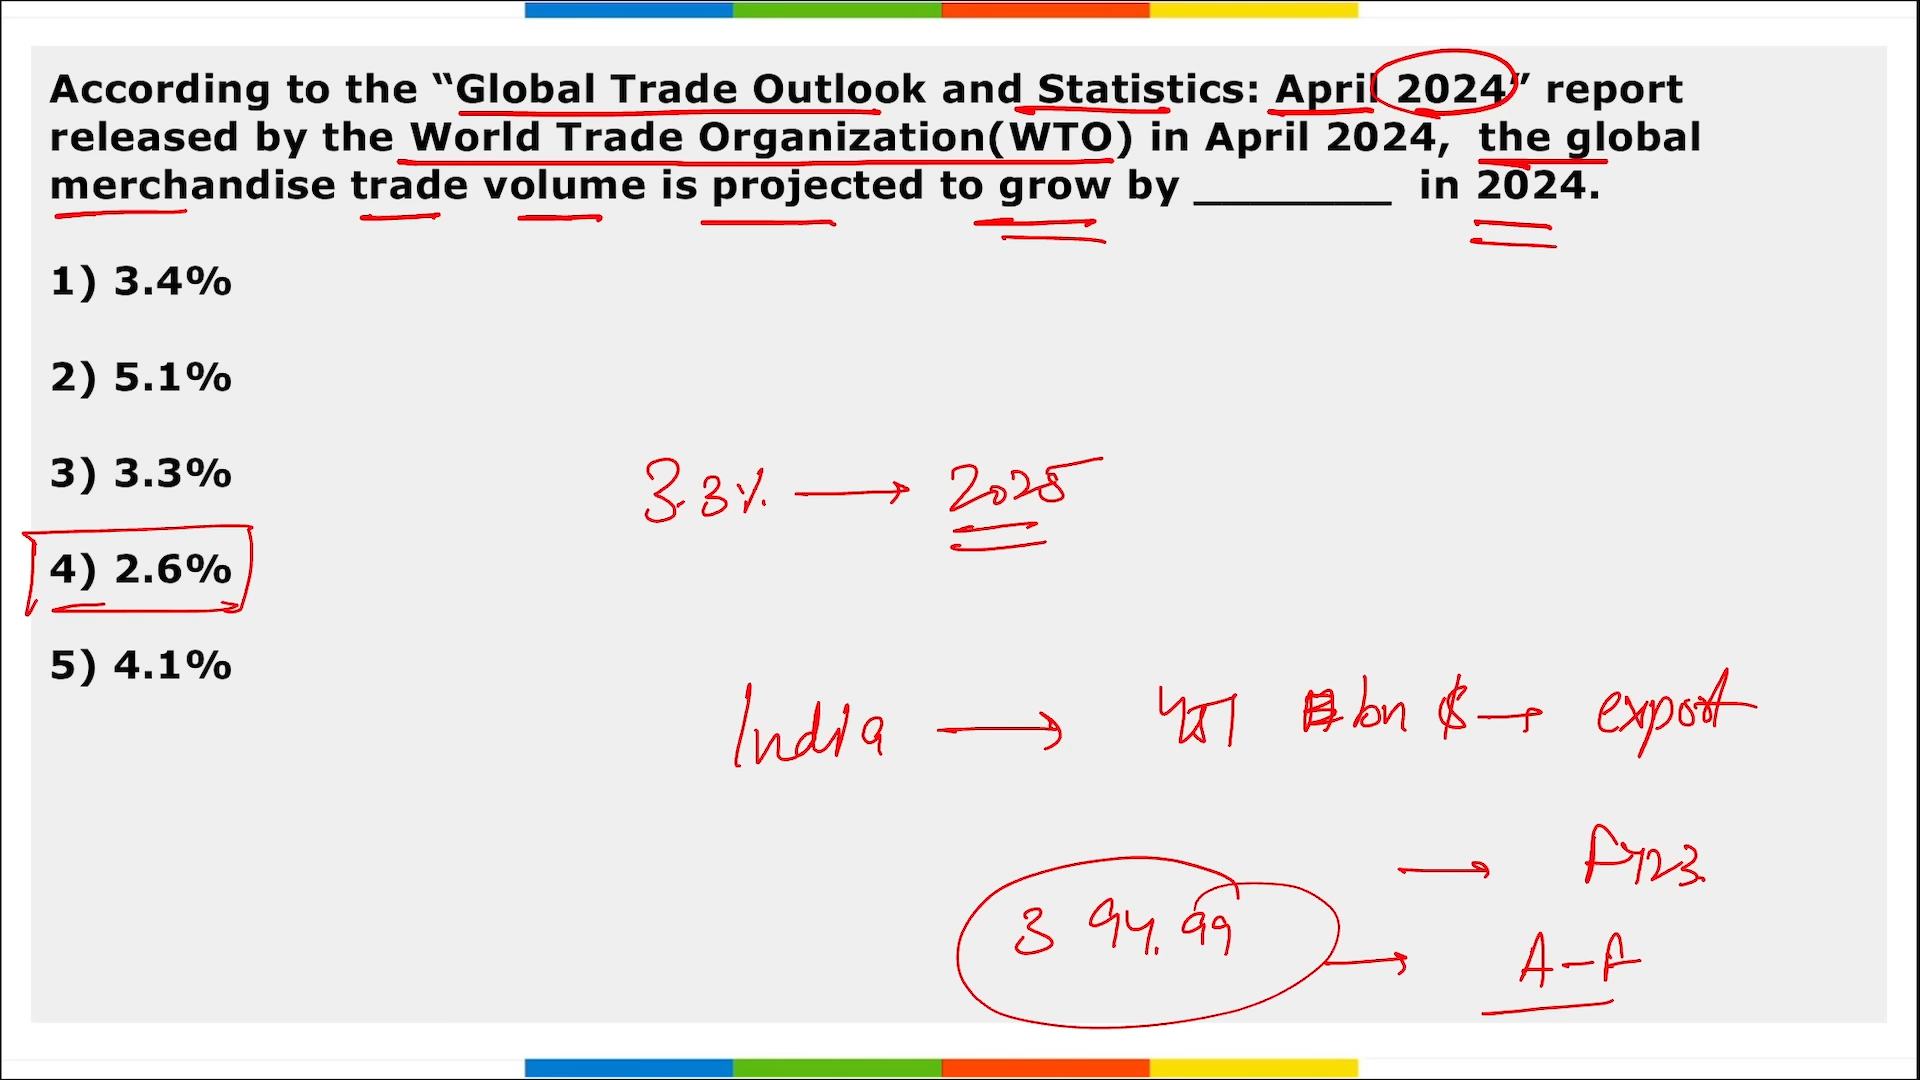 According to the “Global Trade Outlook and Statistics: April 2024” report
released by the World Trade Organization(WTO) in April 2024, the global
merchandise trade volume is projected to grow by ________ in 2024.
1) 3.4%
2) 5.1%
3) 3.3%
3.3% → 2025
4) 2.6%
5) 4.1%
India → 451 bn $ → export
→ FY23
394.99 → A-F